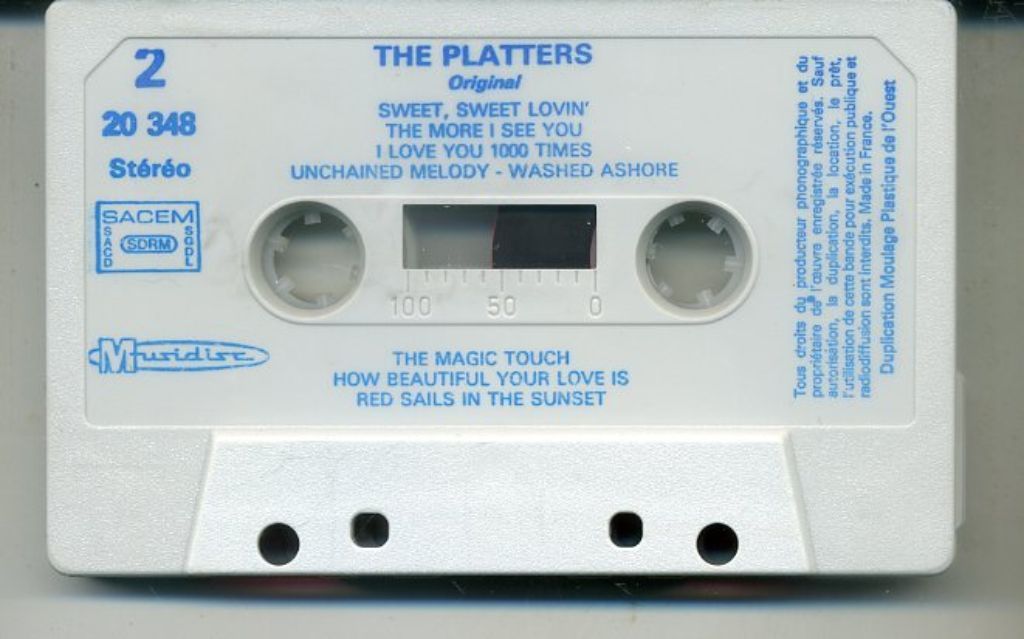 2
20 348
Stéréo
SACEM
SACD
SDRM
SGDL
Musidisc
THE PLATTERS
Original
SWEET, SWEET LOVIN'
THE MORE I SEE YOU
I LOVE YOU 1000 TIMES
UNCHAINED MELODY - WASHED ASHORE
100 50 0
THE MAGIC TOUCH
HOW BEAUTIFUL YOUR LOVE IS
RED SAILS IN THE SUNSET
Tous droits du producteur phonographique et du
propriétaire de l'œuvre enregistrée réservés. Sauf
autorisation, la duplication, la location, le prêt,
l'utilisation de cette bande pour exécution publique et
radiodiffusion sont interdits. Made in France.
Duplication Moulage Plastique de l'Ouest